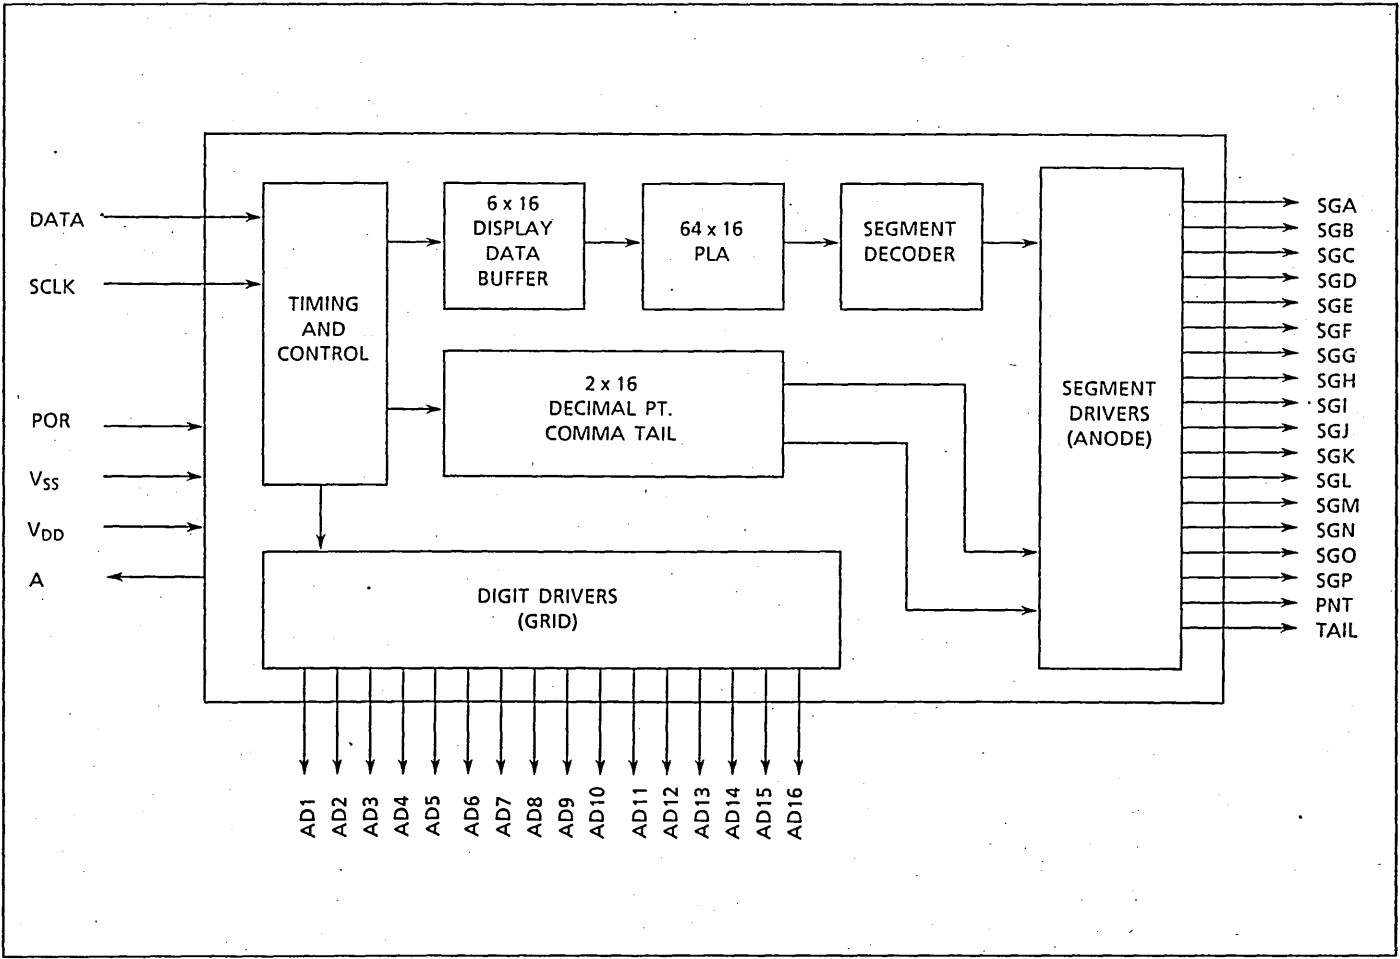 DATA
SCLK
POR
VSS
VDD
A
TIMING
AND
CONTROL
6 x 16
DISPLAY
DATA
BUFFER
64 x 16
PLA
SEGMENT
DECODER
2 x 16
DECIMAL PT.
COMMA TAIL
DIGIT DRIVERS
(GRID)
SEGMENT
DRIVERS
(ANODE)
SGA
SGB
SGC
SGD
SGE
SGF
SGG
SGH
SGI
SGJ
SGK
SGL
SGM
SGN
SGO
SGP
PNT
TAIL
AD1
AD2
AD3
AD4
AD5
AD6
AD7
AD8
AD9
AD10
AD11
AD12
AD13
AD14
AD15
AD16